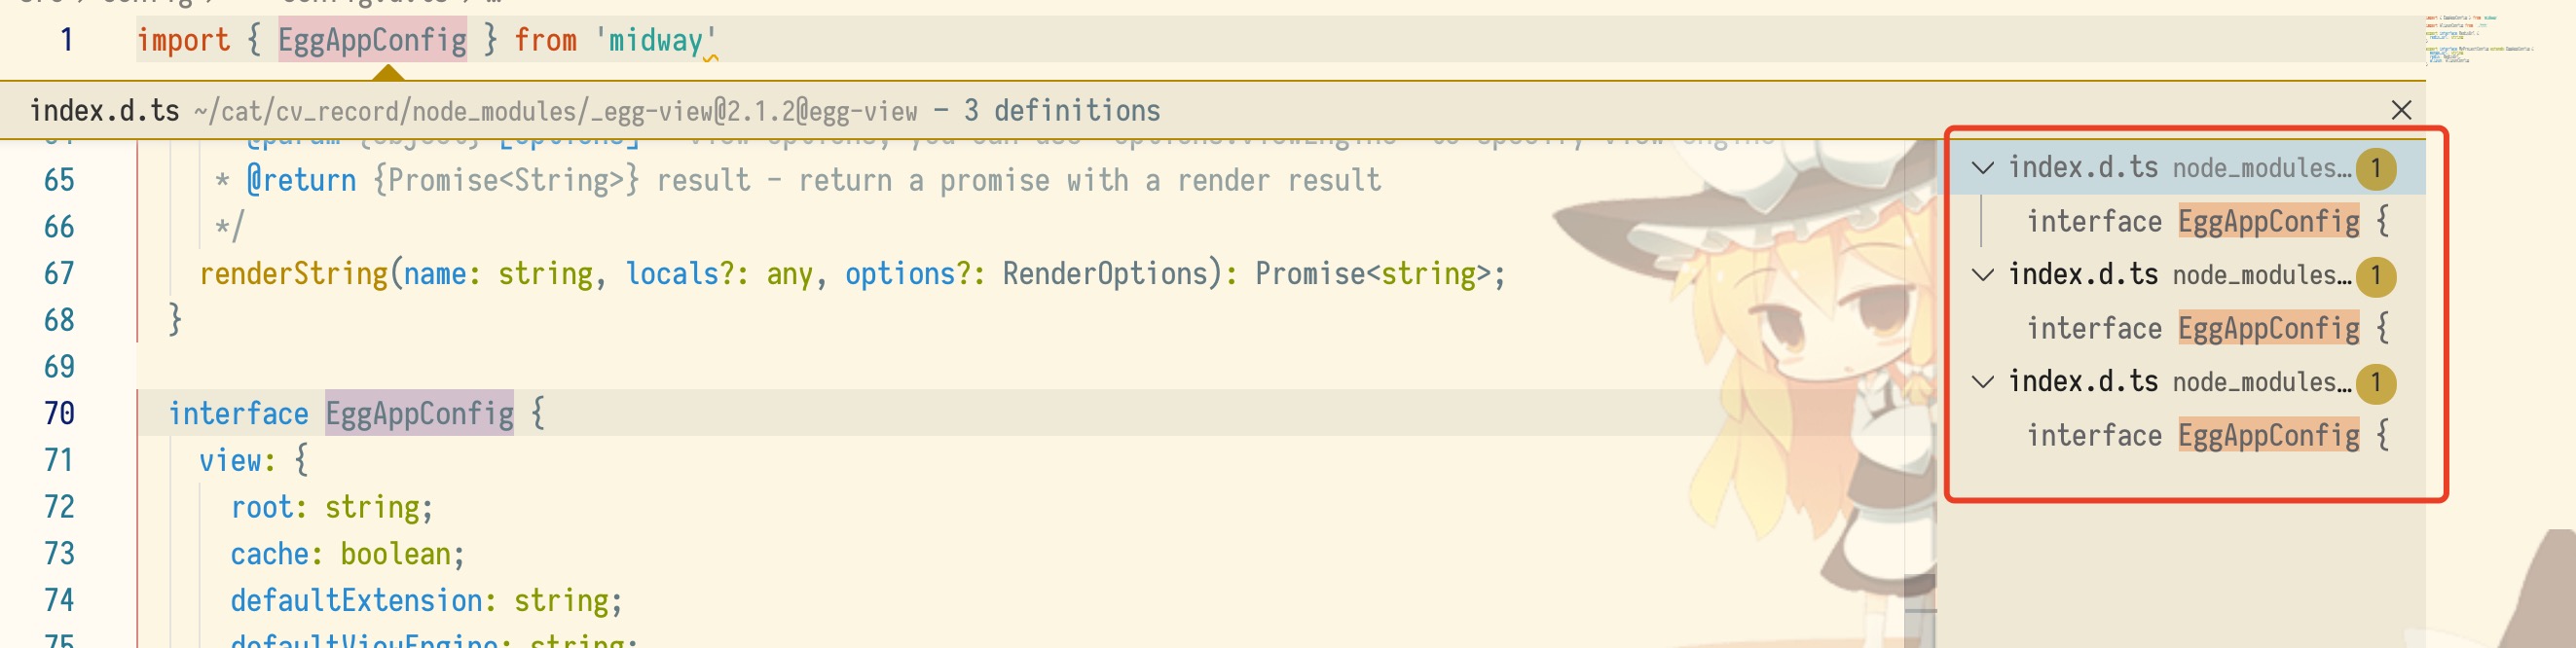 1 import { EggAppConfig } from 'midway'
index.d.ts ~/cat/cv_record/node_modules/_egg-view@2.1.2@egg-view – 3 definitions
65 * @return {Promise<String>} result - return a promise with a render result
66 */
67 renderString(name: string, locals?: any, options?: RenderOptions): Promise<string>;
68 }
69
70 interface EggAppConfig {
71 view: {
72 root: string;
73 cache: boolean;
74 defaultExtension: string;
75 defaultViewEngine: string;
index.d.ts node_modules… 1
interface EggAppConfig {
index.d.ts node_modules… 1
interface EggAppConfig {
index.d.ts node_modules… 1
interface EggAppConfig {